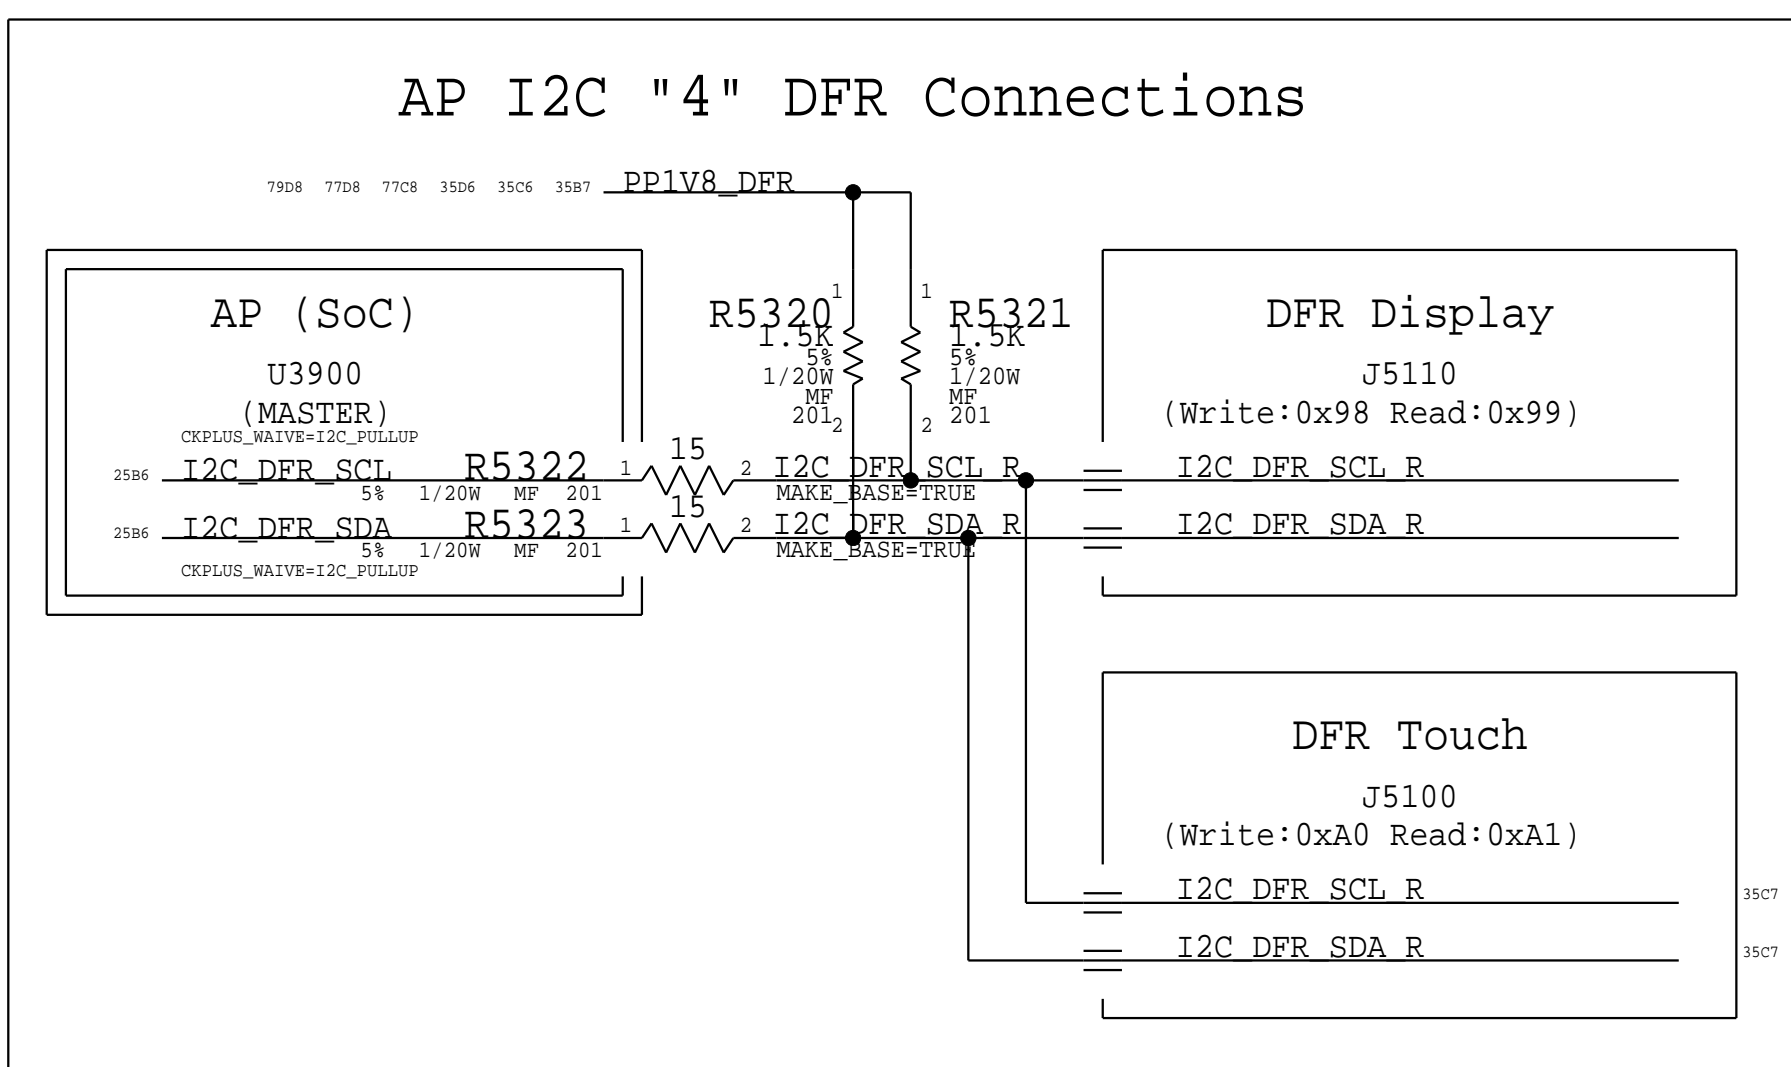 AP I2C "4" DFR Connections
79D8 77D8 77C8 35D6 35C6 35B7 PP1V8_DFR
AP (SoC)
U3900
(MASTER)
CKPLUS_WAIVE=I2C_PULLUP
25B6 I2C_DFR_SCL R5322 1 15 2 I2C_DFR_SCL_R
5% 1/20W MF 201 MAKE_BASE=TRUE
25B6 I2C_DFR_SDA R5323 1 15 2 I2C_DFR_SDA_R
5% 1/20W MF 201 MAKE_BASE=TRUE
CKPLUS_WAIVE=I2C_PULLUP
1
R5320
1.5K
5%
1/20W
MF
201
2
1
R5321
1.5K
5%
1/20W
MF
201
2
DFR Display
J5110
(Write:0x98 Read:0x99)
I2C_DFR_SCL_R
I2C_DFR_SDA_R
DFR Touch
J5100
(Write:0xA0 Read:0xA1)
I2C_DFR_SCL_R 35C7
I2C_DFR_SDA_R 35C7